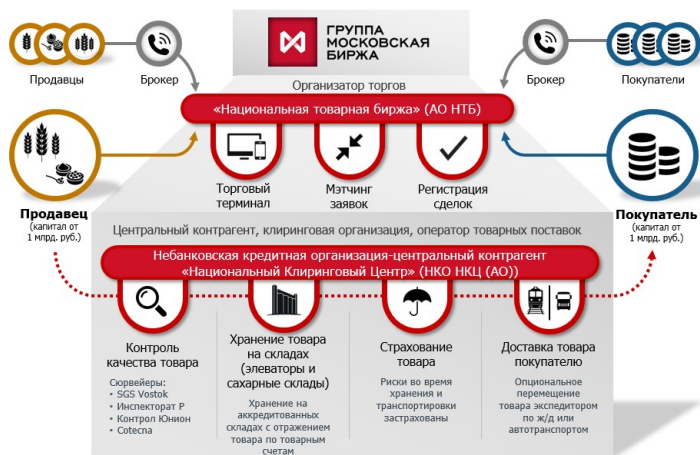 ГРУППА
МОСКОВСКАЯ
БИРЖА
Продавцы
Брокер
Брокер
Покупатели
Организатор торгов
«Национальная товарная биржа» (АО НТБ)
Торговый
терминал
Мэтчинг
заявок
Регистрация
сделок
Продавец
(капитал от
1 млрд. руб.)
Покупатель
(капитал от
1 млрд. руб.)
Центральный контрагент, клиринговая организация, оператор товарных поставок
Небанковская кредитная организация-центральный контрагент
«Национальный Клиринговый Центр» (НКО НКЦ (АО))
Контроль
качества товара
Сюрвейеры:
• SGS Vostok
• Инспекторат Р
• Контрол Юнион
• Cotecna
Хранение товара
на складах
(элеваторы и
сахарные склады)
Хранение на
аккредитованных
складах с отражением
товара по товарным
счетам
Страхование
товара
Риски во время
хранения и
транспортировки
застрахованы
Доставка товара
покупателю
Опциональное
перемещение
товара экспедитором
по ж/д или
автотранспортом